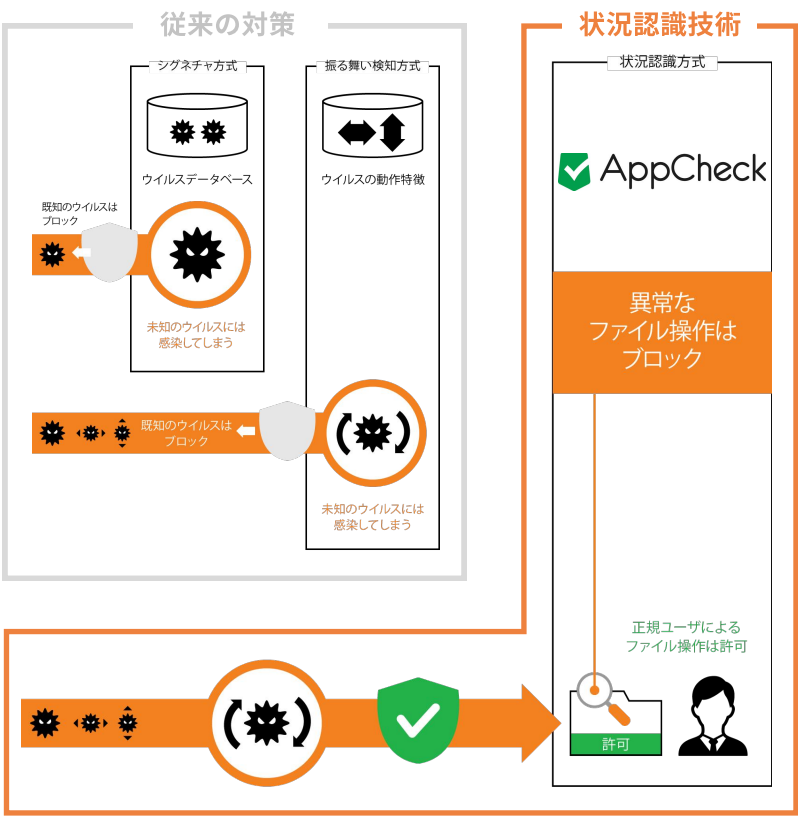 従来の対策
シグネチャ方式
ウイルスデータベース
既知のウイルスは
ブロック
未知のウイルスには
感染してしまう
振る舞い検知方式
ウイルスの動作特徴
既知のウイルスは
ブロック
未知のウイルスには
感染してしまう
状況認識技術
状況認識方式
AppCheck
異常な
ファイル操作は
ブロック
正規ユーザによる
ファイル操作は許可
許可